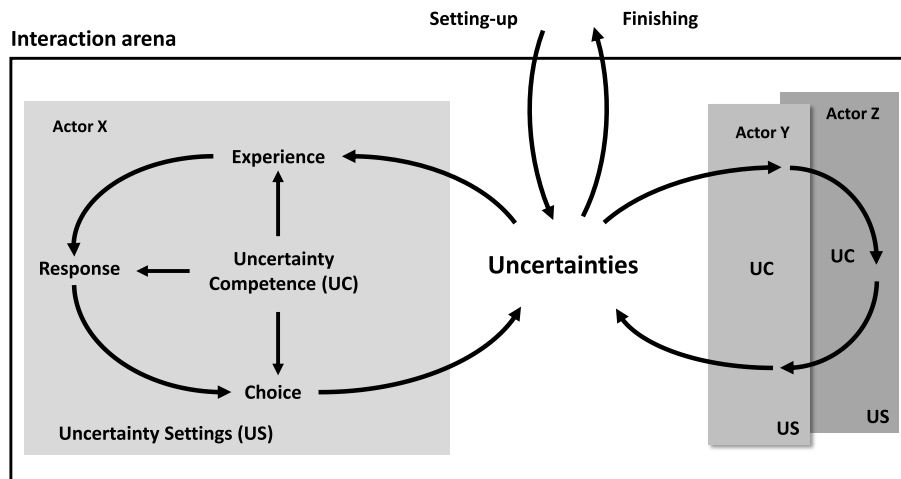 Setting-up
Finishing
Interaction arena
Actor X
Experience
Response
Uncertainty
Competence (UC)
Choice
Uncertainty Settings (US)
Uncertainties
Actor Y
UC
US
Actor Z
UC
US